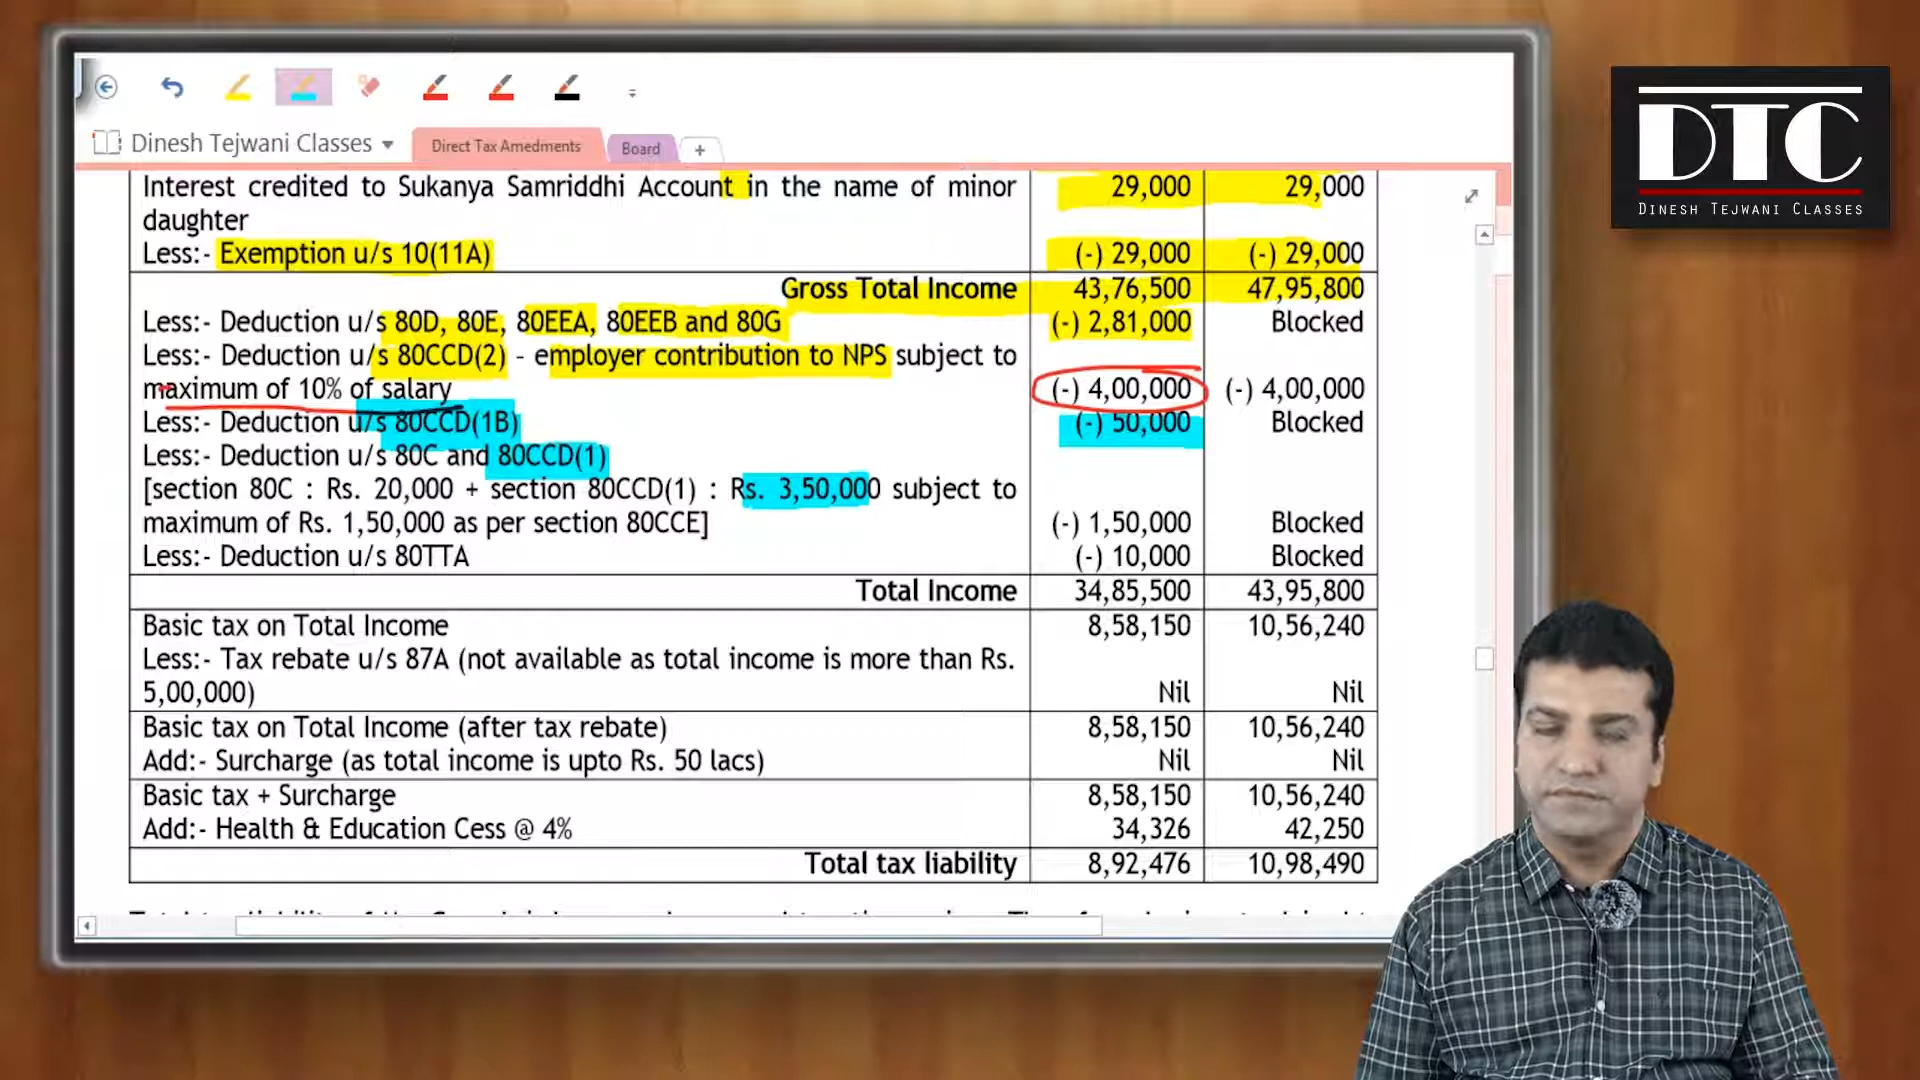 DTC
DINESH TEJWANI CLASSES
Dinesh Tejwani Classes
Direct Tax Amedments
Board
+
Interest credited to Sukanya Samriddhi Account in the name of minor 29,000 29,000
daughter
Less:- Exemption u/s 10(11A) (-) 29,000 (-) 29,000
Gross Total Income 43,76,500 47,95,800
Less:- Deduction u/s 80D, 80E, 80EEA, 80EEB and 80G (-) 2,81,000 Blocked
Less:- Deduction u/s 80CCD(2) - employer contribution to NPS subject to
maximum of 10% of salary (-) 4,00,000 (-) 4,00,000
Less:- Deduction u/s 80CCD(1B) (-) 50,000 Blocked
Less:- Deduction u/s 80C and 80CCD(1)
[section 80C : Rs. 20,000 + section 80CCD(1) : Rs. 3,50,000 subject to
maximum of Rs. 1,50,000 as per section 80CCE] (-) 1,50,000 Blocked
Less:- Deduction u/s 80TTA (-) 10,000 Blocked
Total Income 34,85,500 43,95,800
Basic tax on Total Income 8,58,150 10,56,240
Less:- Tax rebate u/s 87A (not available as total income is more than Rs.
5,00,000) Nil Nil
Basic tax on Total Income (after tax rebate) 8,58,150 10,56,240
Add:- Surcharge (as total income is upto Rs. 50 lacs) Nil Nil
Basic tax + Surcharge 8,58,150 10,56,240
Add:- Health & Education Cess @ 4% 34,326 42,250
Total tax liability 8,92,476 10,98,490